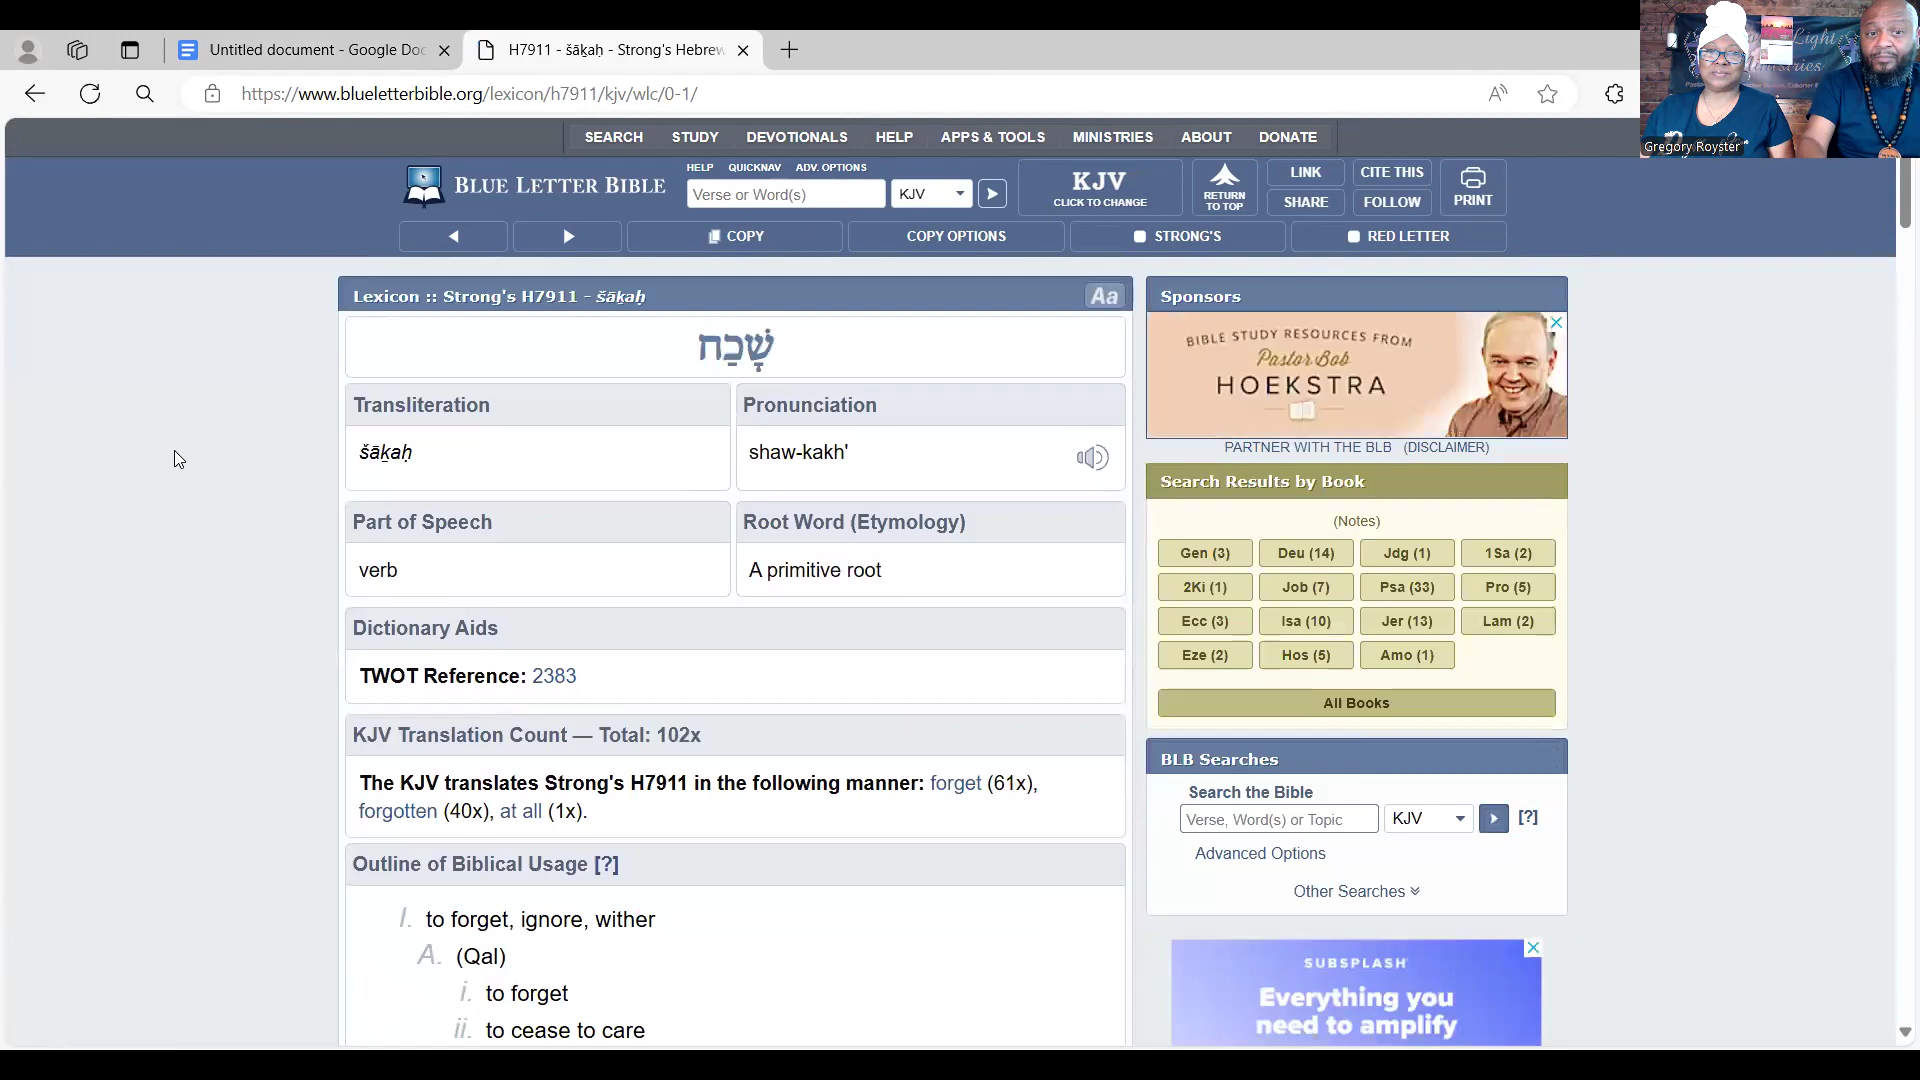 Untitled document - Google Doc
H7911 - šāḵaḥ - Strong's Hebrew
https://www.blueletterbible.org/lexicon/h7911/kjv/wlc/0-1/
Light
Ministries
Gregory Royster
SEARCH STUDY DEVOTIONALS HELP APPS & TOOLS MINISTRIES ABOUT DONATE
BLUE LETTER BIBLE
HELP QUICKNAV ADV. OPTIONS
Verse or Word(s) KJV
KJV
CLICK TO CHANGE
RETURN
TO TOP
LINK CITE THIS
SHARE FOLLOW
PRINT
COPY COPY OPTIONS STRONG'S RED LETTER
Lexicon :: Strong's H7911 - šāḵaḥ Aa
שָׁכַח
Transliteration
šāḵaḥ
Pronunciation
shaw-kakh'
Part of Speech
verb
Root Word (Etymology)
A primitive root
Dictionary Aids
TWOT Reference: 2383
KJV Translation Count — Total: 102x
The KJV translates Strong's H7911 in the following manner: forget (61x),
forgotten (40x), at all (1x).
Outline of Biblical Usage [?]
I. to forget, ignore, wither
A. (Qal)
i. to forget
ii. to cease to care
Sponsors
BIBLE STUDY RESOURCES FROM
Pastor Bob
HOEKSTRA
PARTNER WITH THE BLB (DISCLAIMER)
Search Results by Book
(Notes)
Gen (3) Deu (14) Jdg (1) 1Sa (2)
2Ki (1) Job (7) Psa (33) Pro (5)
Ecc (3) Isa (10) Jer (13) Lam (2)
Eze (2) Hos (5) Amo (1)
All Books
BLB Searches
Search the Bible
Verse, Word(s) or Topic KJV [?]
Advanced Options
Other Searches
SUBSPLASH
Everything you
need to amplify